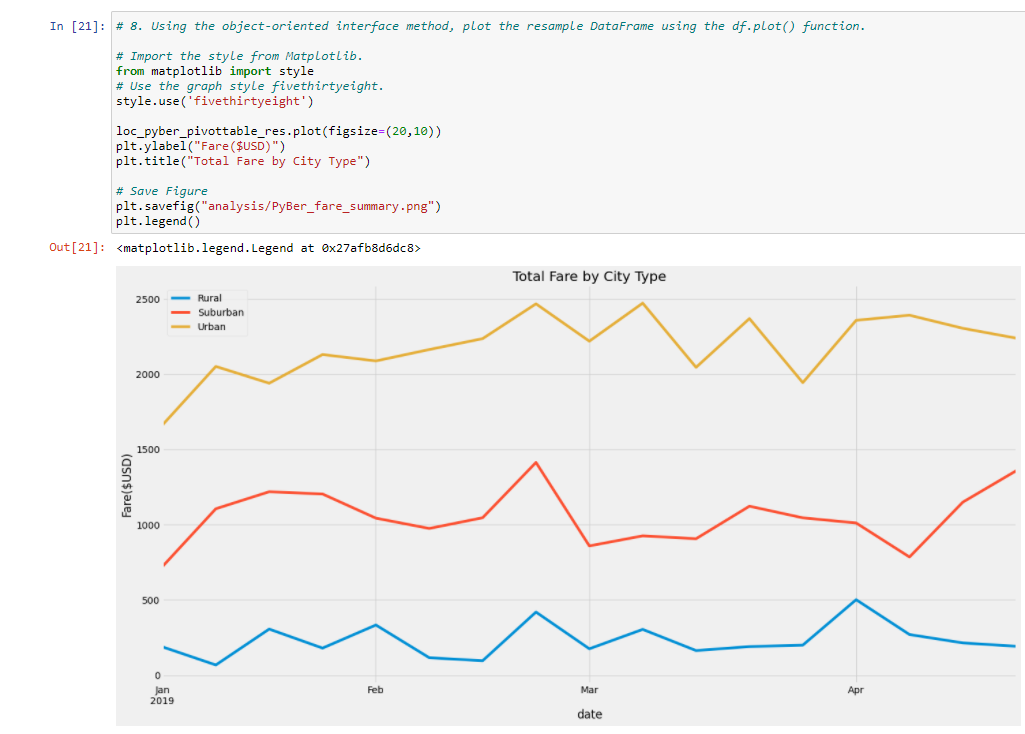 In [21]: # 8. Using the object-oriented interface method, plot the resample DataFrame using the df.plot() function.
# Import the style from Matplotlib.
from matplotlib import style
# Use the graph style fivethirtyeight.
style.use('fivethirtyeight')
loc_pyber_pivottable_res.plot(figsize=(20,10))
plt.ylabel("Fare($USD)")
plt.title("Total Fare by City Type")
# Save Figure
plt.savefig("analysis/PyBer_fare_summary.png")
plt.legend()
Out[21]: <matplotlib.legend.Legend at 0x27afb8d6dc8>
Total Fare by City Type
Rural
Suburban
Urban
2500
2000
1500
1000
500
0
Fare($USD)
Jan Feb Mar Apr
2019
date